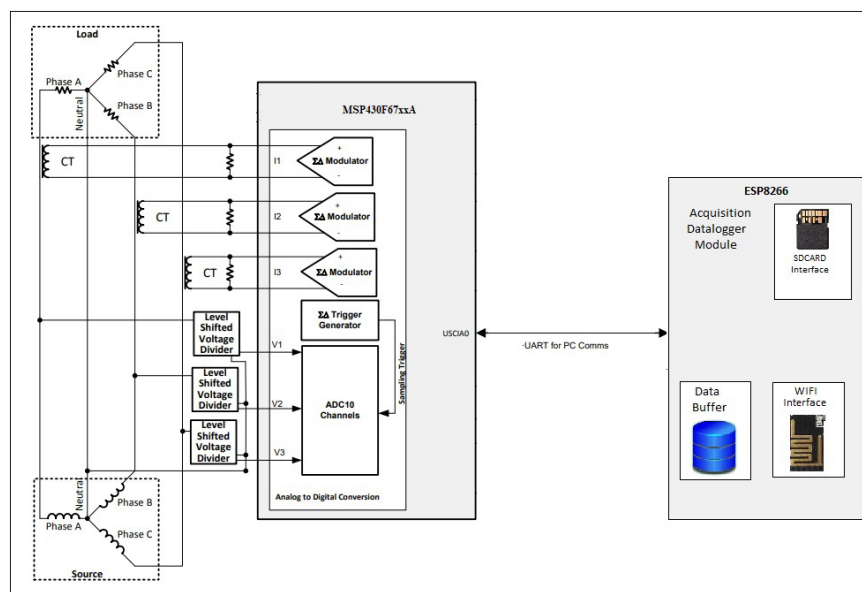 Load
Phase A
Phase C
Phase B
Neutral
CT
CT
CT
MSP430F67xxA
I1
+
ΣΔ Modulator
-
I2
+
ΣΔ Modulator
-
I3
+
ΣΔ Modulator
-
ΣΔ Trigger
Generator
Sampling Trigger
Level
Shifted
Voltage
Divider
V1
Level
Shifted
Voltage
Divider
V2
Level
Shifted
Voltage
Divider
V3
ADC10
Channels
Analog to Digital Conversion
USCIA0
-UART for PC Comms
ESP8266
Acquisition
Datalogger
Module
SDCARD
Interface
Data
Buffer
WIFI
Interface
Neutral
Phase A
Phase B
Phase C
Source